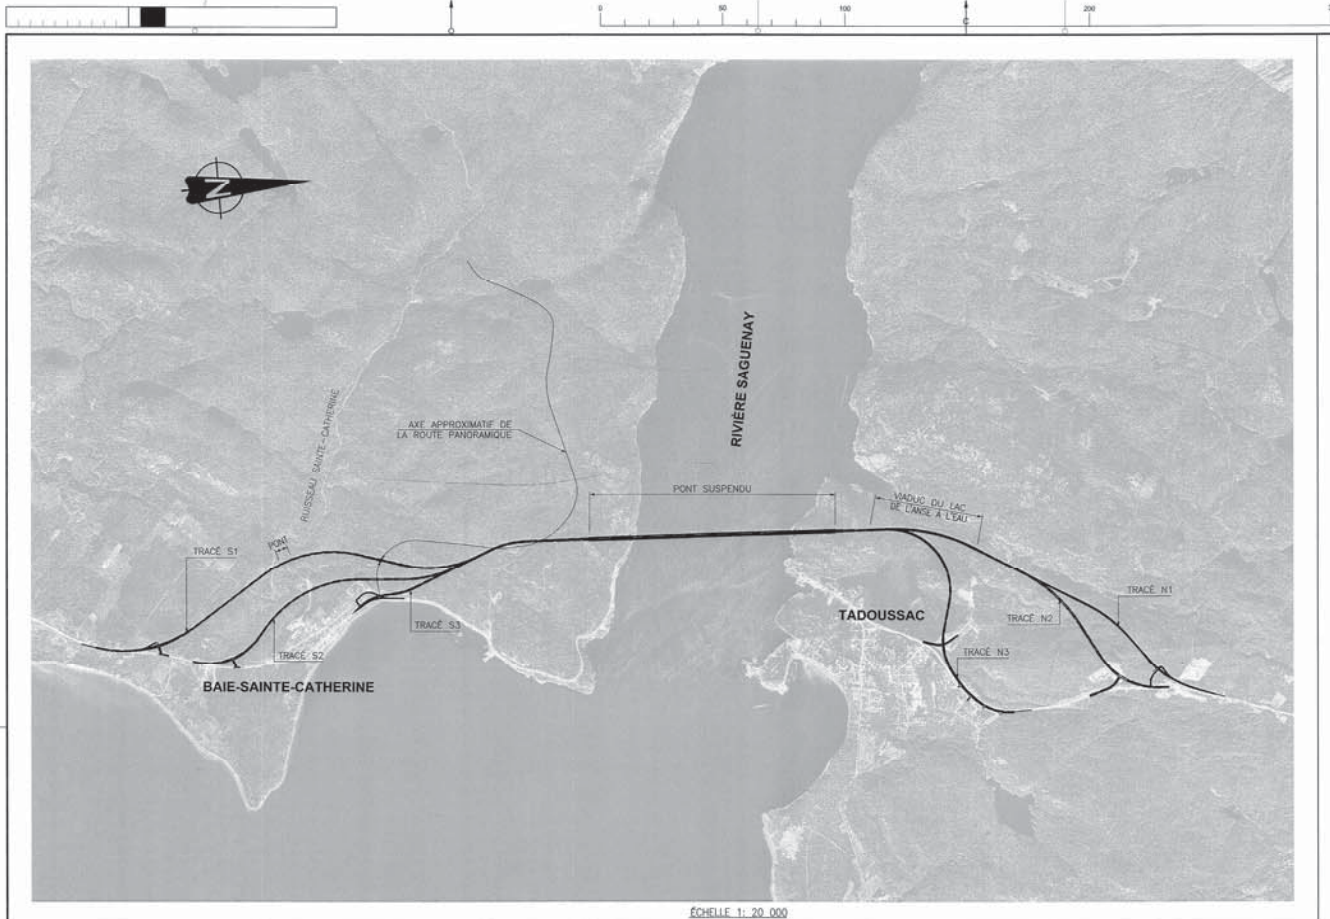 0 50 100 200
N
RIVIÈRE SAGUENAY
RUISSEAU SAINTE-CATHERINE
AXE APPROXIMATIF DE
LA ROUTE PANORAMIQUE
PONT SUSPENDU
VIADUC DU LAC
DE L'ANSE À L'EAU
PONT
TRACÉ S1
TRACÉ N1
TADOUSSAC
TRACÉ N2
TRACÉ S3
TRACÉ S2
TRACÉ N3
BAIE-SAINTE-CATHERINE
ÉCHELLE 1: 20 000